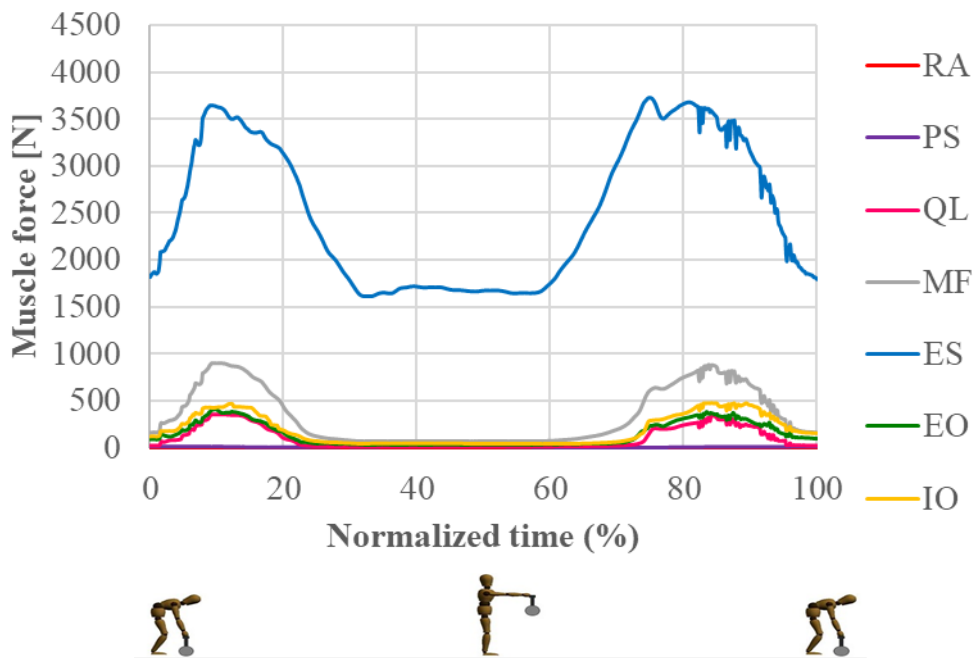 Muscle force [N]
4500
4000
3500
3000
2500
2000
1500
1000
500
0
0 20 40 60 80 100
Normalized time (%)
RA
PS
QL
MF
ES
EO
IO